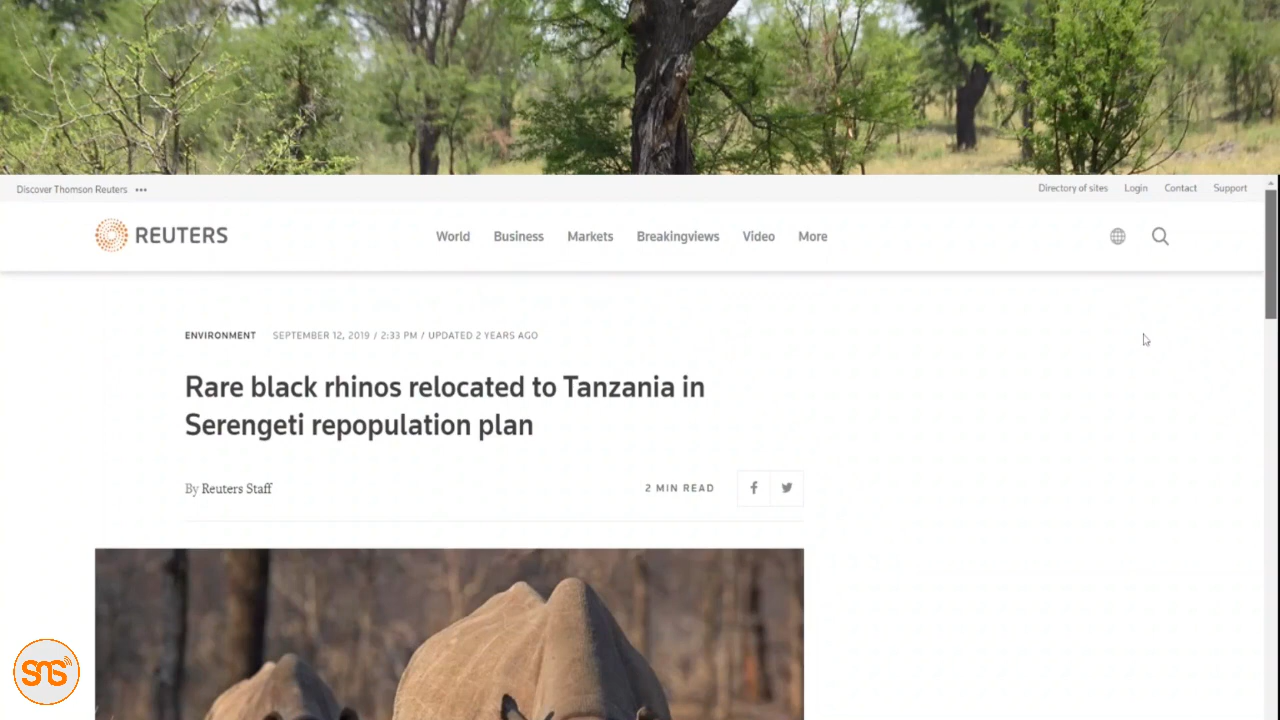 Discover Thomson Reuters •••
Directory of sites Login Contact Support
REUTERS World Business Markets Breakingviews Video More
ENVIRONMENT SEPTEMBER 12, 2019 / 2:33 PM / UPDATED 2 YEARS AGO
Rare black rhinos relocated to Tanzania in
Serengeti repopulation plan
By Reuters Staff 2 MIN READ
SNS